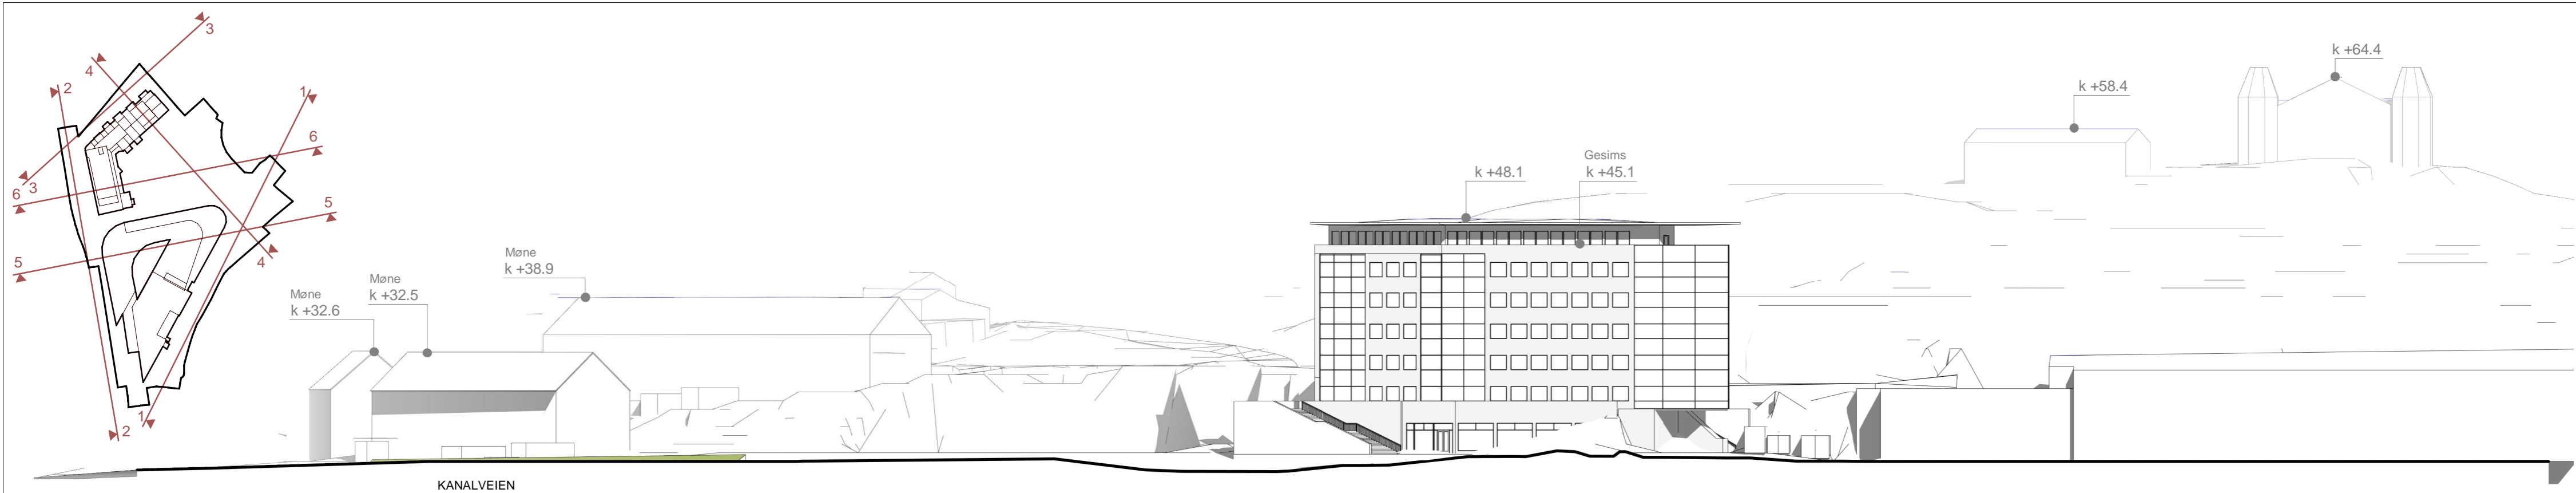 3
4
2
1
6
6
3
5
5
4
1
2
Møne
k +32.6
Møne
k +32.5
Møne
k +38.9
k +48.1
Gesims
k +45.1
k +58.4
k +64.4
KANALVEIEN